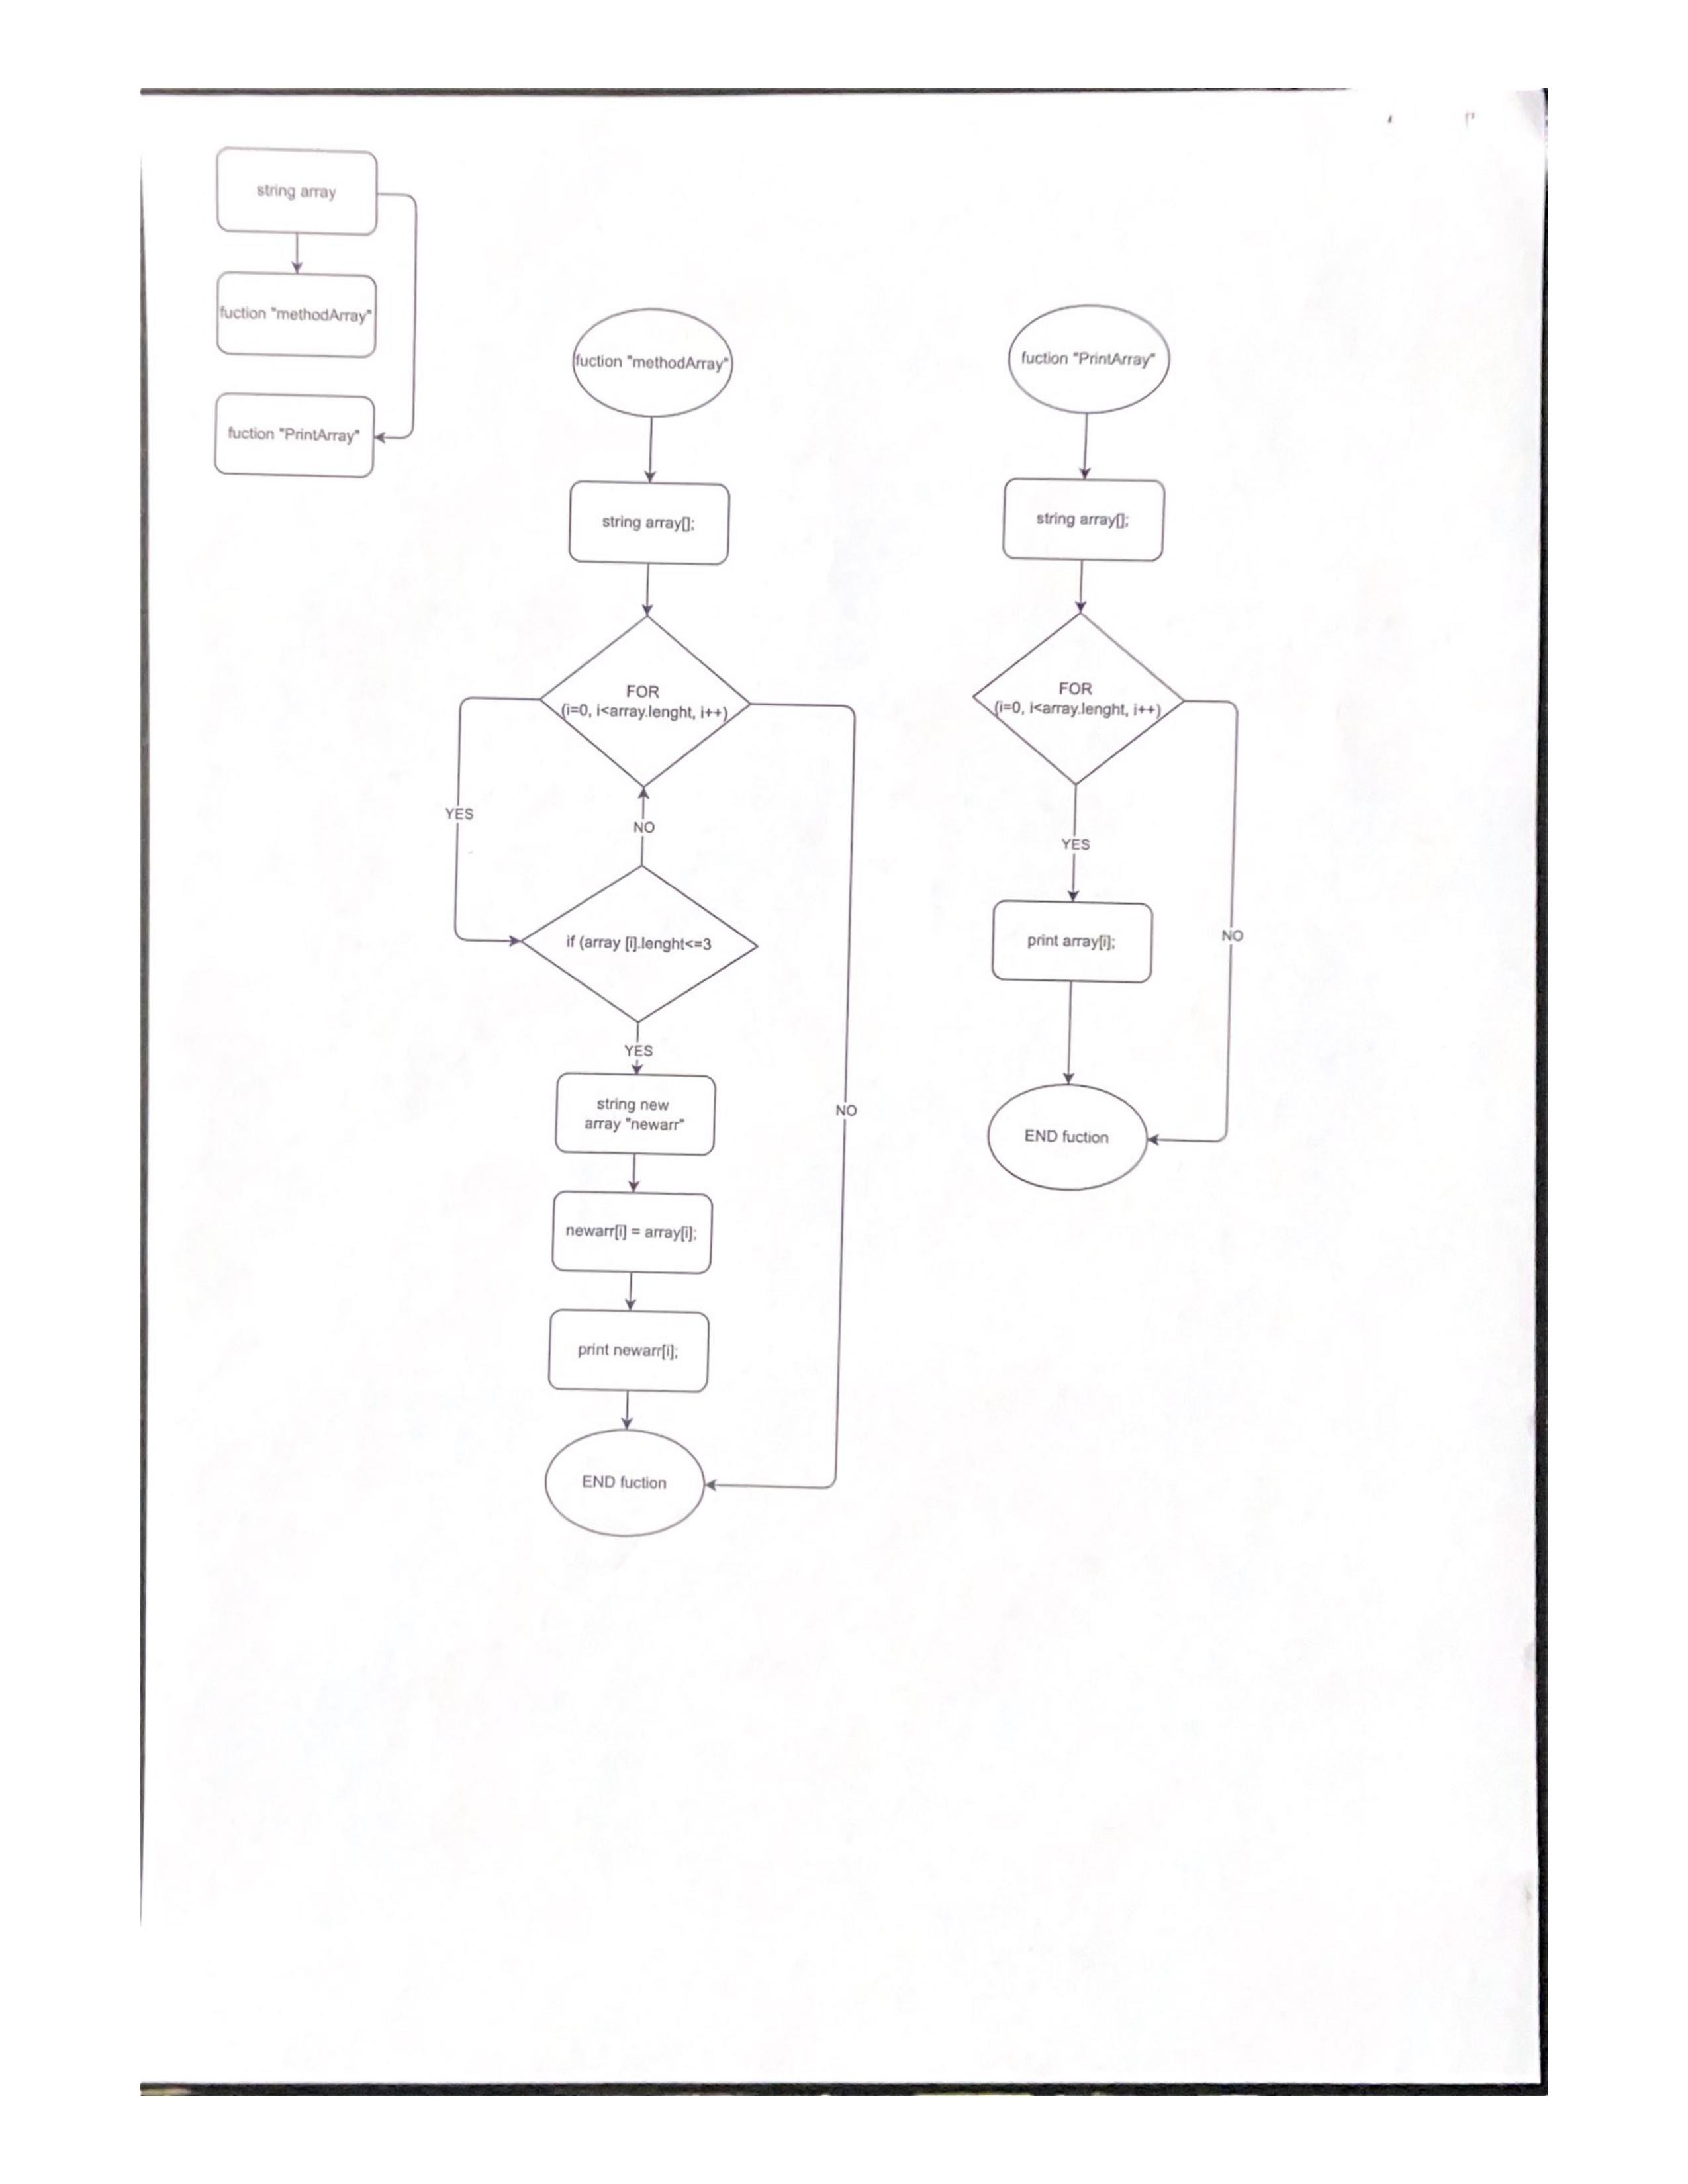 string array
fuction "methodArray"
fuction "PrintArray"
fuction "methodArray"
string array[];
FOR
(i=0, i<array.lenght, i++)
YES
NO
if (array [i].lenght<=3
YES
string new
array "newarr"
NO
newarr[i] = array[i];
print newarr[i];
END fuction
fuction "PrintArray"
string array[];
FOR
(i=0, i<array.lenght, i++)
YES
print array[i];
NO
END fuction